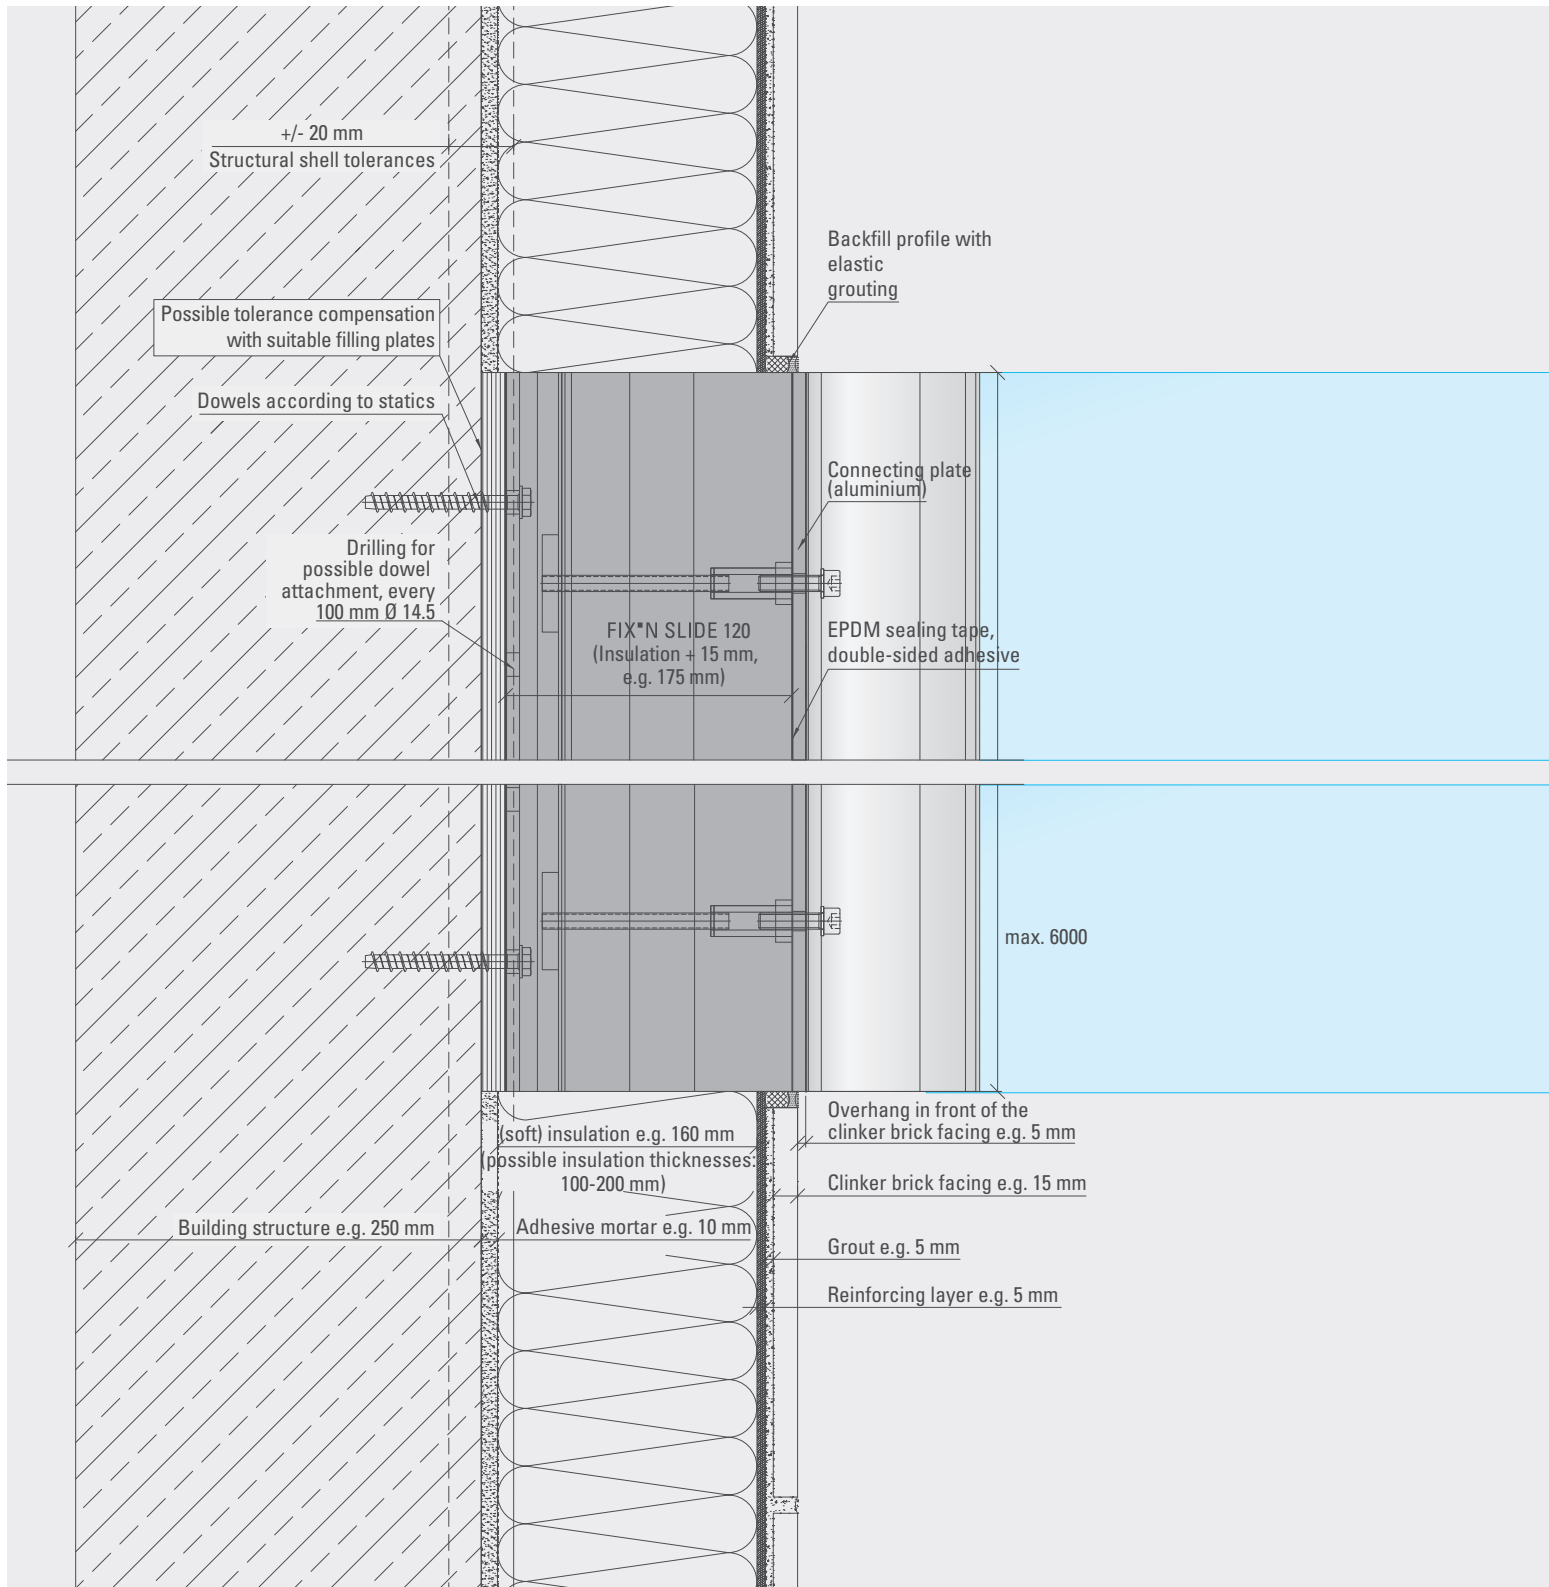 +/- 20 mm
Structural shell tolerances
Backfill profile with
elastic
grouting
Possible tolerance compensation
with suitable filling plates
Dowels according to statics
Connecting plate
(aluminium)
Drilling for
possible dowel
attachment, every
100 mm Ø 14.5
FIX■N SLIDE 120
(Insulation + 15 mm,
e.g. 175 mm)
EPDM sealing tape,
double-sided adhesive
max. 6000
Overhang in front of the
clinker brick facing e.g. 5 mm
(soft) insulation e.g. 160 mm
(possible insulation thicknesses:
100-200 mm)
Clinker brick facing e.g. 15 mm
Building structure e.g. 250 mm
Adhesive mortar e.g. 10 mm
Grout e.g. 5 mm
Reinforcing layer e.g. 5 mm